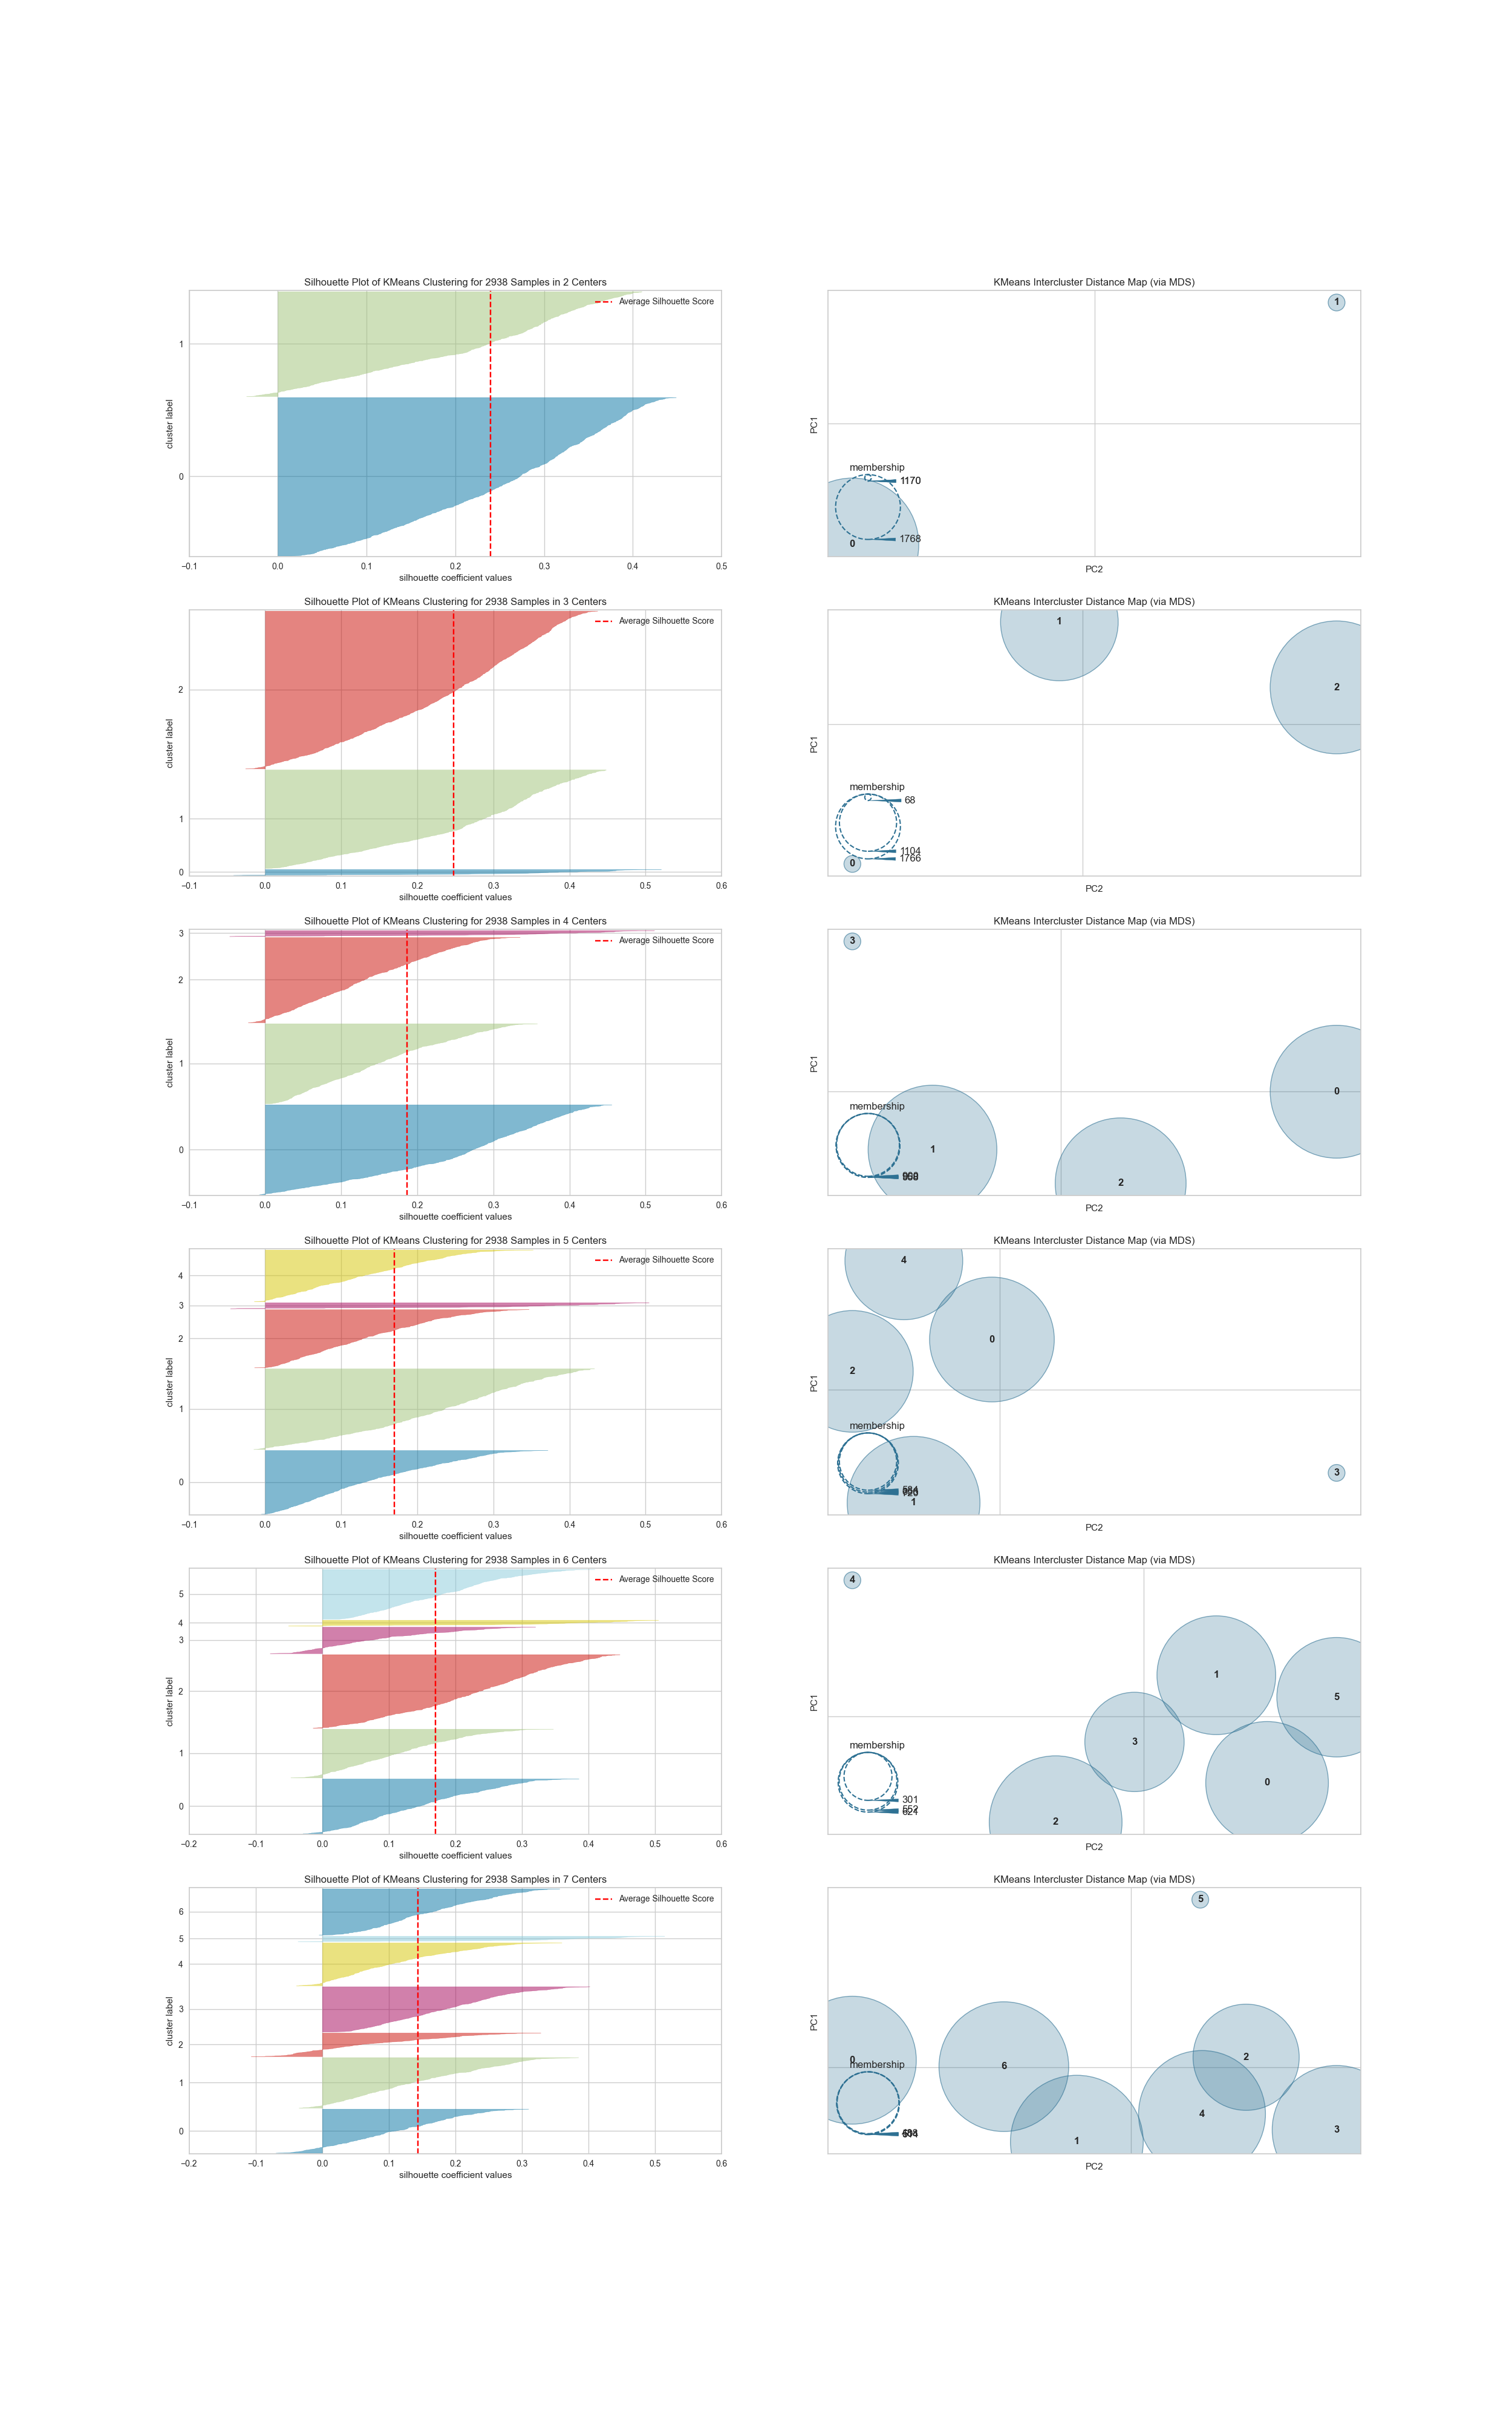 Silhouette Plot of KMeans Clustering for 2938 Samples in 2 Centers
Average Silhouette Score
1
0
cluster label
−0.1 0.0 0.1 0.2 0.3 0.4 0.5
silhouette coefficient values
KMeans Intercluster Distance Map (via MDS)
1
PC1
membership
1170
1768
0
PC2
Silhouette Plot of KMeans Clustering for 2938 Samples in 3 Centers
Average Silhouette Score
2
1
0
cluster label
−0.1 0.0 0.1 0.2 0.3 0.4 0.5 0.6
silhouette coefficient values
KMeans Intercluster Distance Map (via MDS)
1
2
PC1
membership
68
1104
1766
0
PC2
Silhouette Plot of KMeans Clustering for 2938 Samples in 4 Centers
Average Silhouette Score
3
2
1
0
cluster label
−0.1 0.0 0.1 0.2 0.3 0.4 0.5 0.6
silhouette coefficient values
KMeans Intercluster Distance Map (via MDS)
3
0
PC1
membership
1
2
PC2
Silhouette Plot of KMeans Clustering for 2938 Samples in 5 Centers
Average Silhouette Score
4
3
2
1
0
cluster label
−0.1 0.0 0.1 0.2 0.3 0.4 0.5 0.6
silhouette coefficient values
KMeans Intercluster Distance Map (via MDS)
4
0
2
PC1
membership
3
1
PC2
Silhouette Plot of KMeans Clustering for 2938 Samples in 6 Centers
Average Silhouette Score
5
4
3
2
1
0
cluster label
−0.2 −0.1 0.0 0.1 0.2 0.3 0.4 0.5 0.6
silhouette coefficient values
KMeans Intercluster Distance Map (via MDS)
4
1
5
PC1
3
membership
0
301
2
PC2
Silhouette Plot of KMeans Clustering for 2938 Samples in 7 Centers
Average Silhouette Score
6
5
4
3
2
1
0
cluster label
−0.2 −0.1 0.0 0.1 0.2 0.3 0.4 0.5 0.6
silhouette coefficient values
KMeans Intercluster Distance Map (via MDS)
5
PC1
0
2
membership
6
4
3
1
PC2